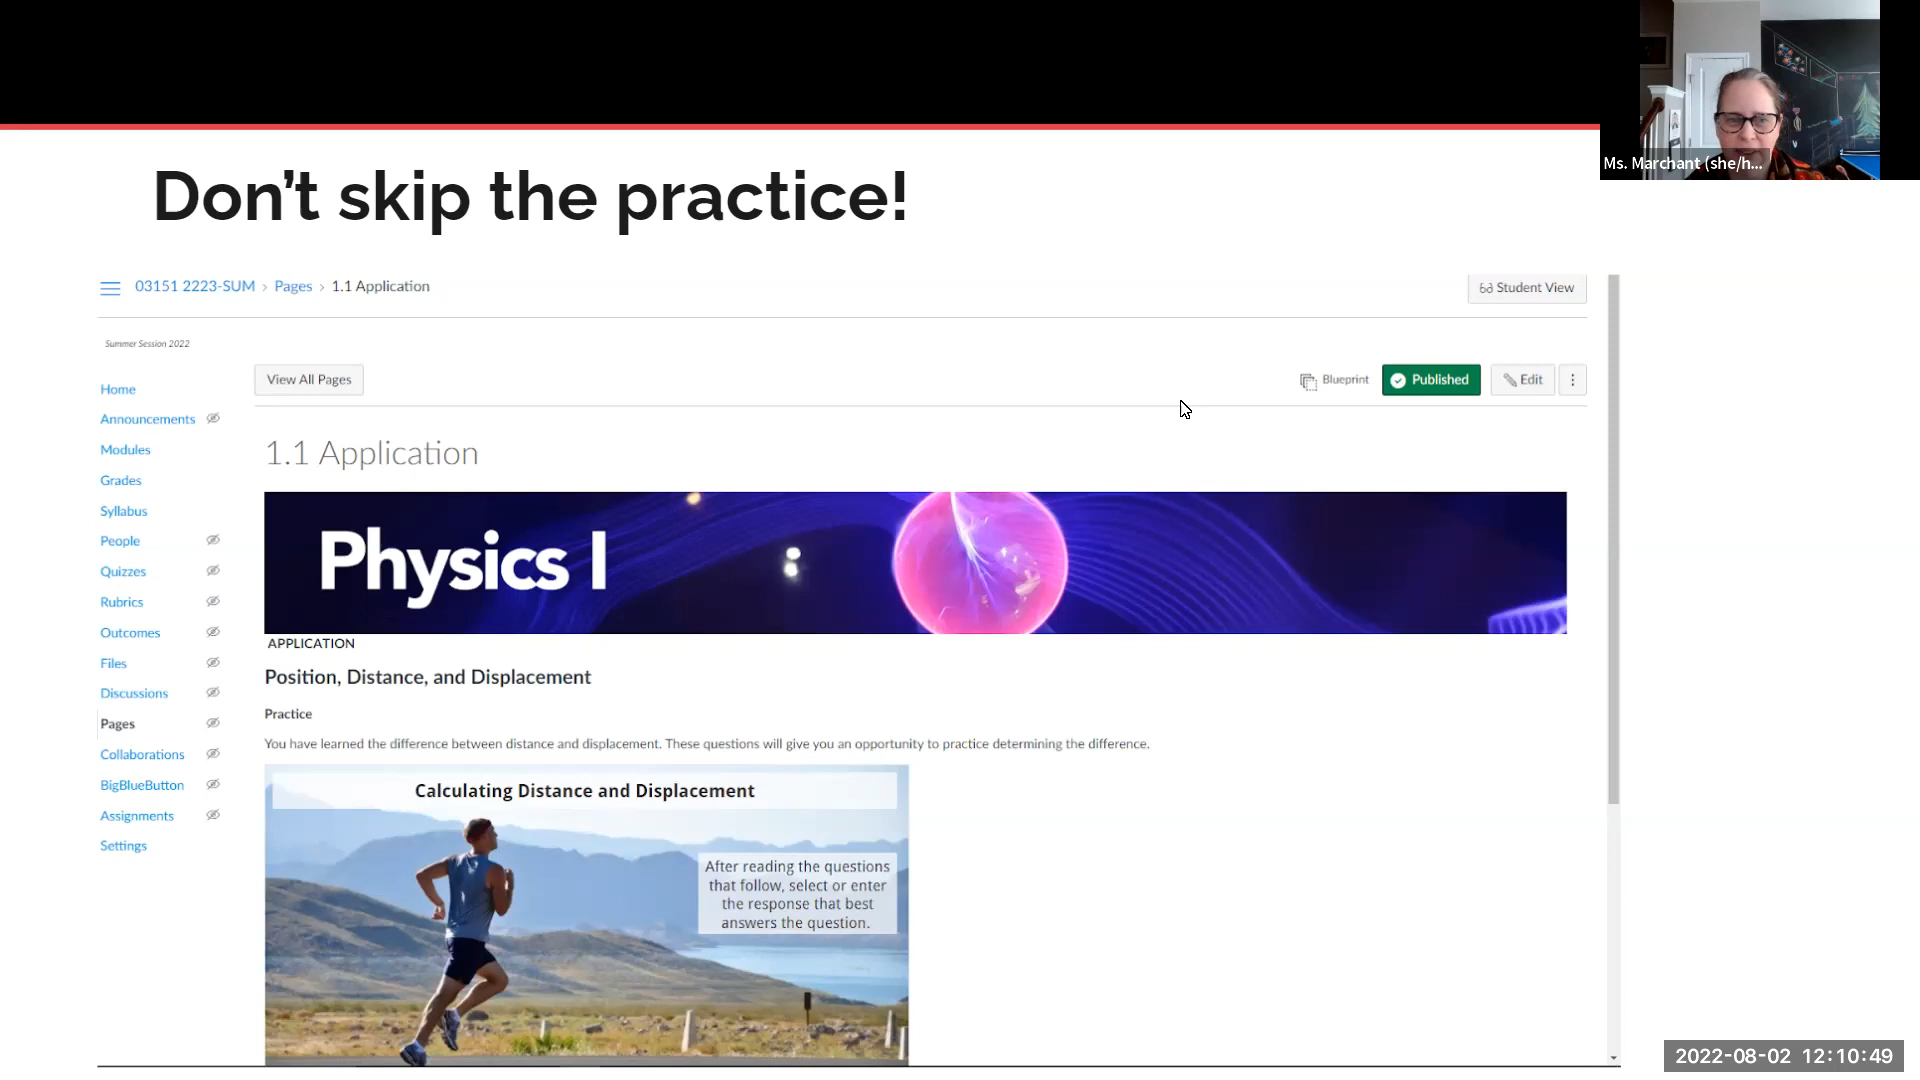 Ms. Marchant (she/h...
Don't skip the practice!
03151 2223-SUM > Pages > 1.1 Application
Student View
Summer Session 2022
View All Pages
Blueprint
Published
Edit
Home
Announcements
Modules
Grades
Syllabus
People
Quizzes
Rubrics
Outcomes
Files
Discussions
Pages
Collaborations
BigBlueButton
Assignments
Settings
1.1 Application
Physics I
APPLICATION
Position, Distance, and Displacement
Practice
You have learned the difference between distance and displacement. These questions will give you an opportunity to practice determining the difference.
Calculating Distance and Displacement
After reading the questions
that follow, select or enter
the response that best
answers the question.
2022-08-02 12:10:49